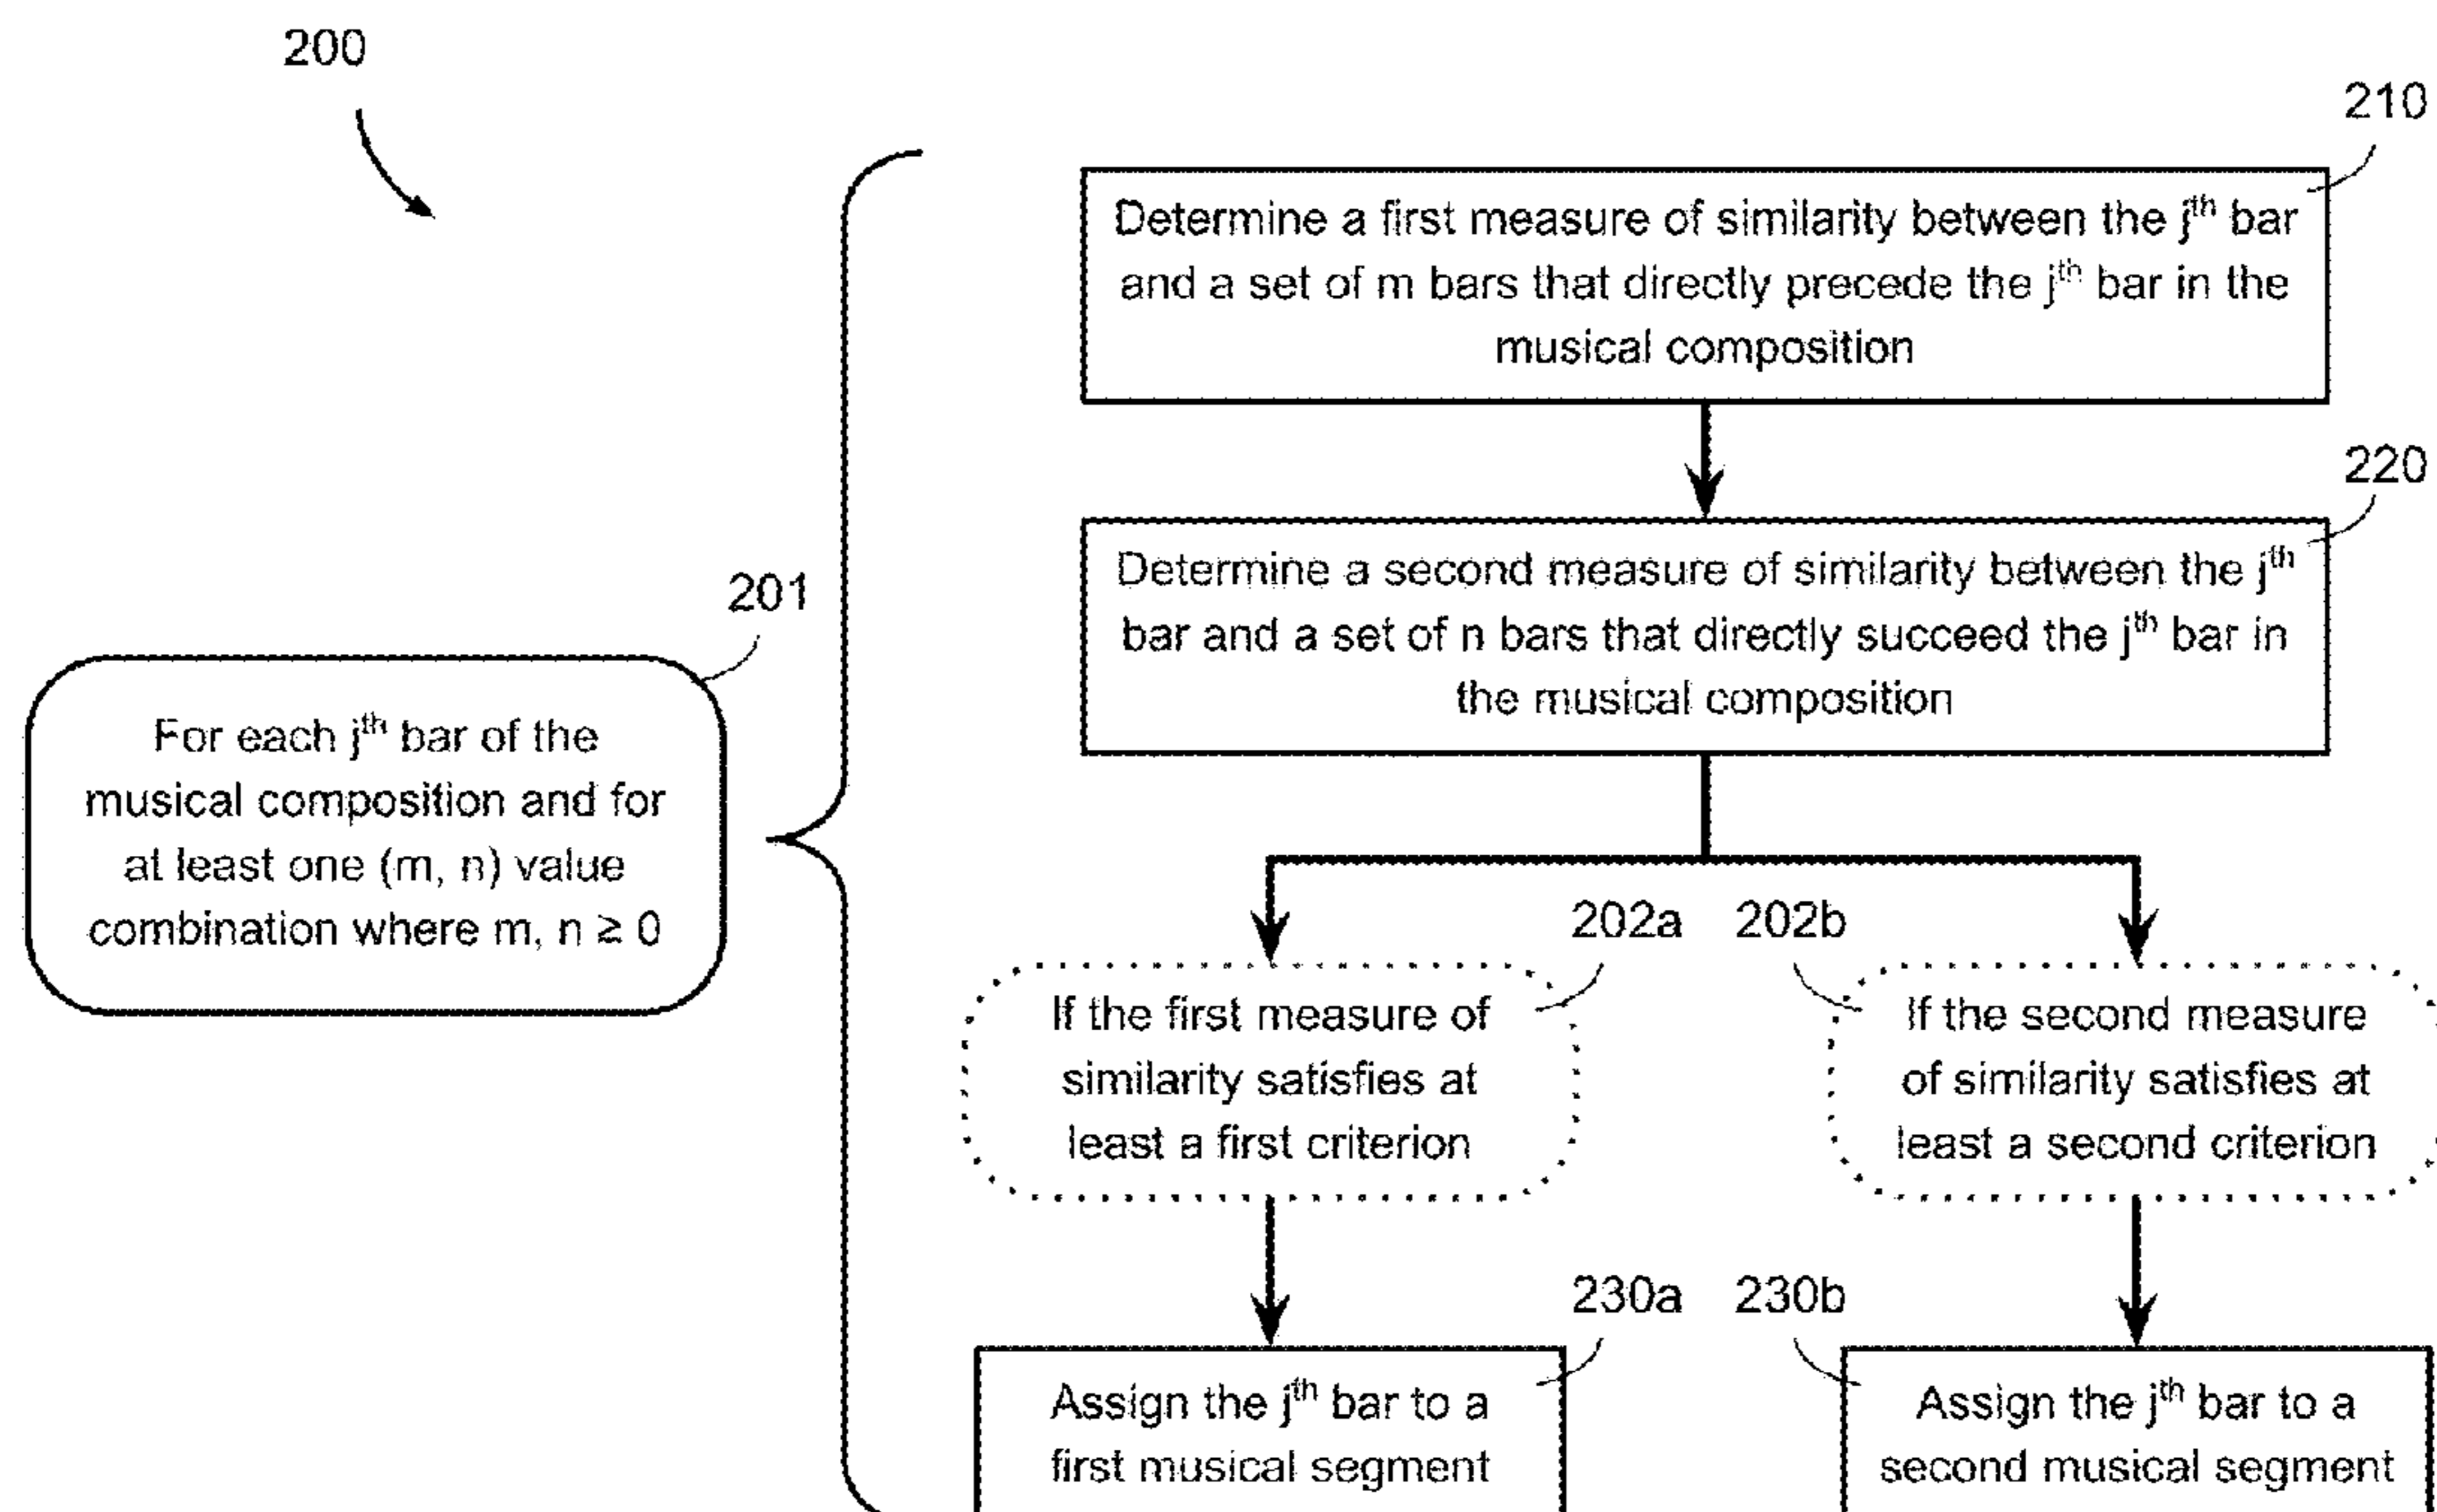 200
210
Determine a first measure of similarity between the jth bar
and a set of m bars that directly precede the jth bar in the
musical composition
220
Determine a second measure of similarity between the jth
bar and a set of n bars that directly succeed the jth bar in
the musical composition
201
For each jth bar of the
musical composition and for
at least one (m, n) value
combination where m, n ≥ 0
202a
202b
If the first measure of
similarity satisfies at
least a first criterion
If the second measure
of similarity satisfies at
least a second criterion
230a
230b
Assign the jth bar to a
first musical segment
Assign the jth bar to a
second musical segment